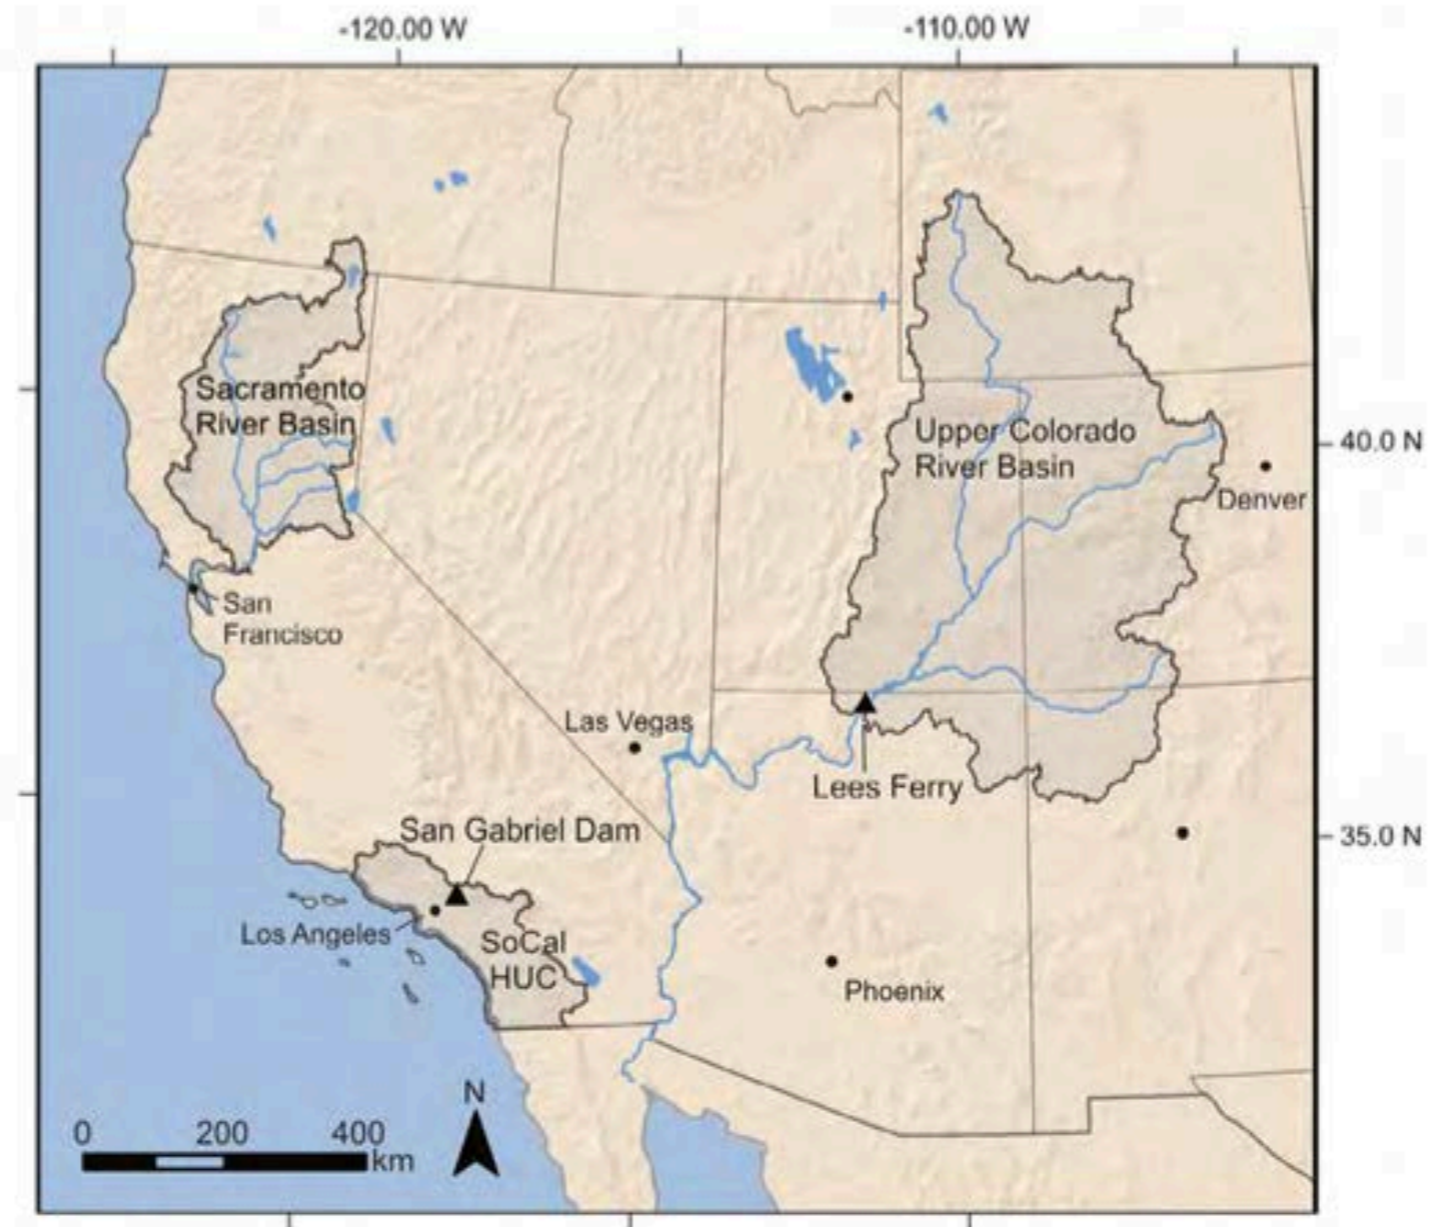 -120.00 W
-110.00 W
Sacramento
River Basin
Upper Colorado
River Basin
40.0 N
Denver
San
Francisco
Las Vegas
Lees Ferry
San Gabriel Dam
35.0 N
Los Angeles
SoCal
HUC
Phoenix
N
0 200 400
km